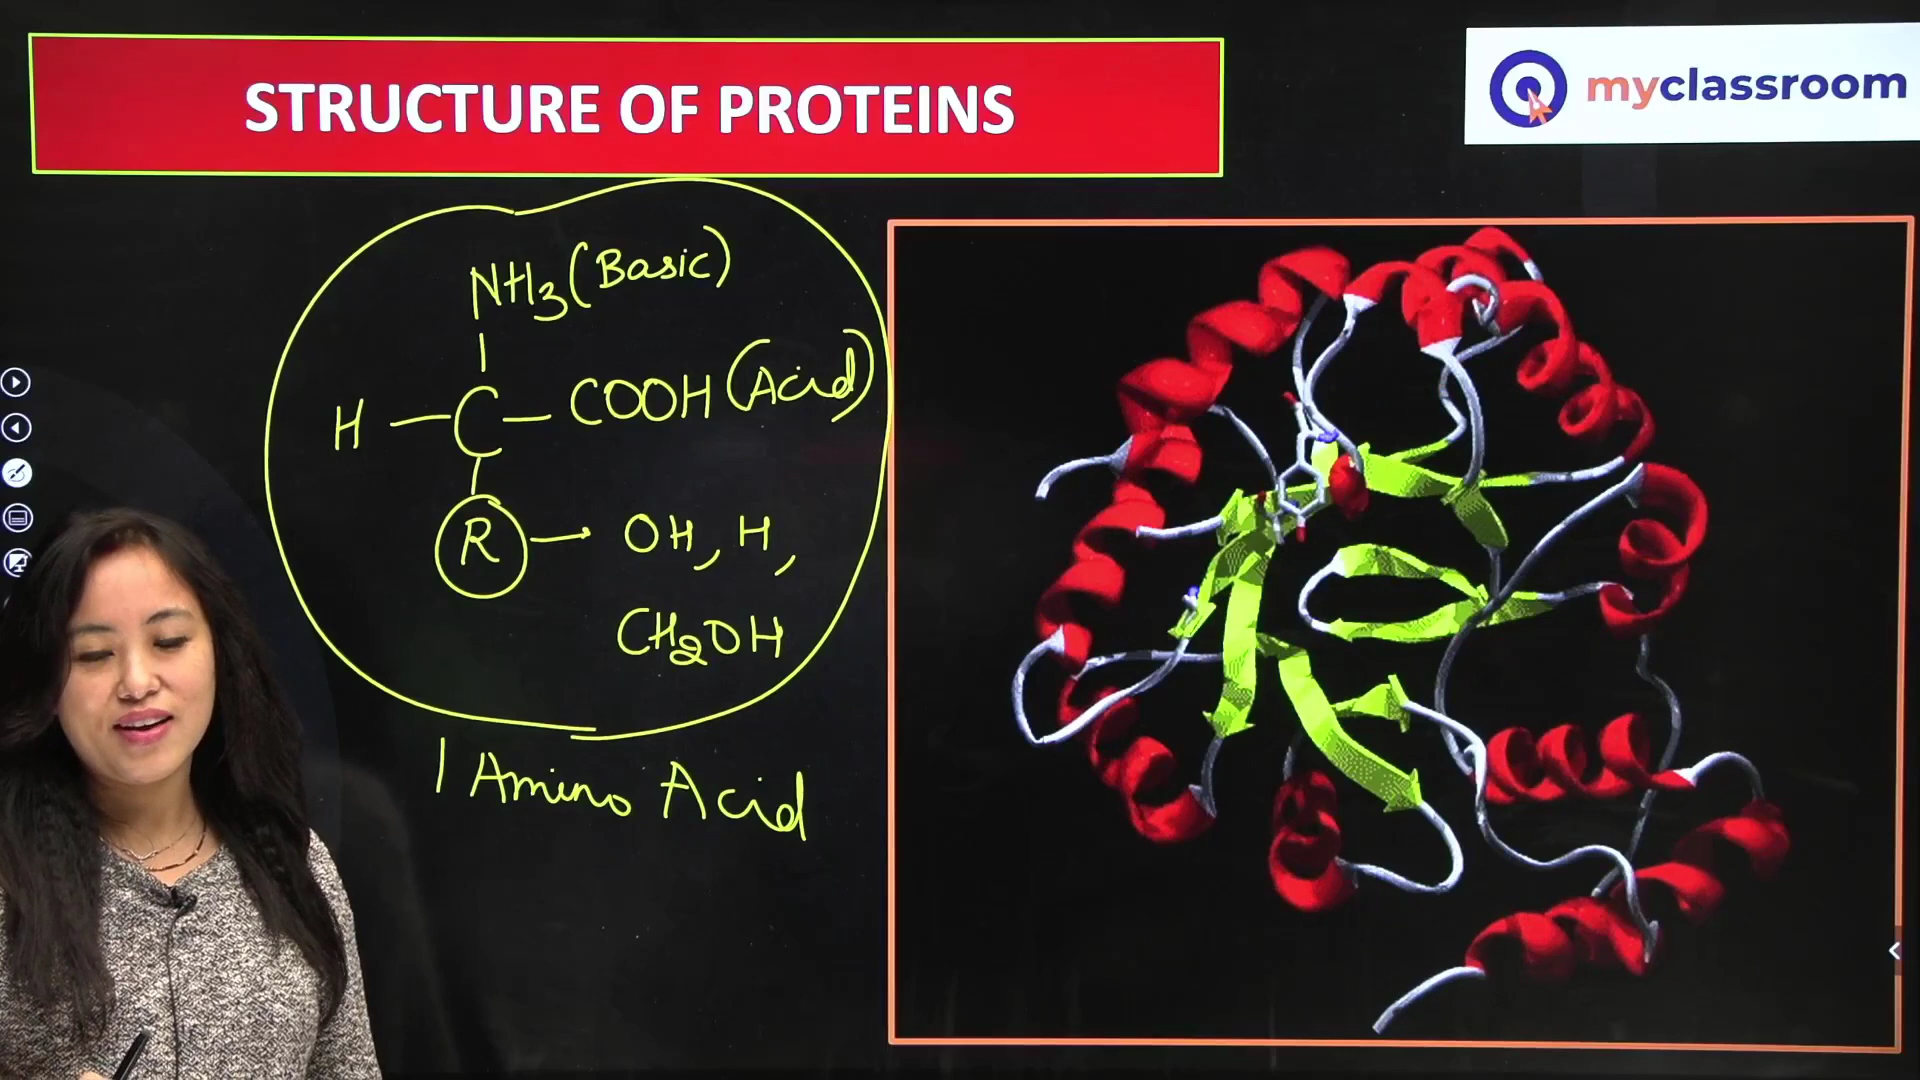 STRUCTURE OF PROTEINS
myclassroom
NH3 (Basic)
H - C - COOH (Acid)
R → OH, H,
CH2OH
1 Amino Acid